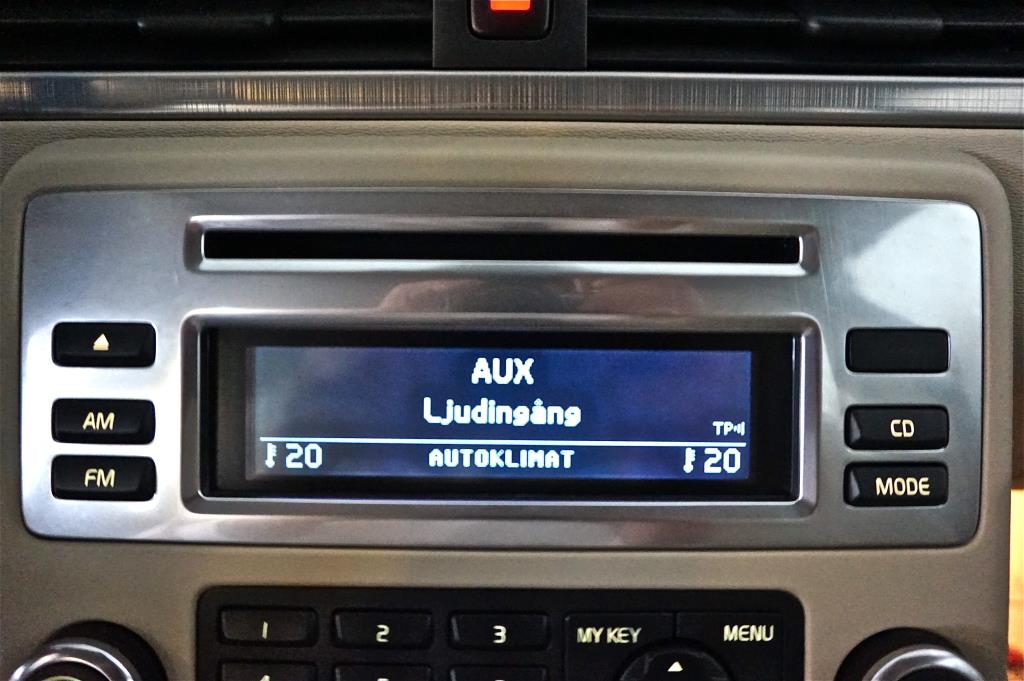 AUX
Ljudingång
TP
20 AUTOKLIMAT 20
AM
FM
CD
MODE
1 2 3 MY KEY MENU